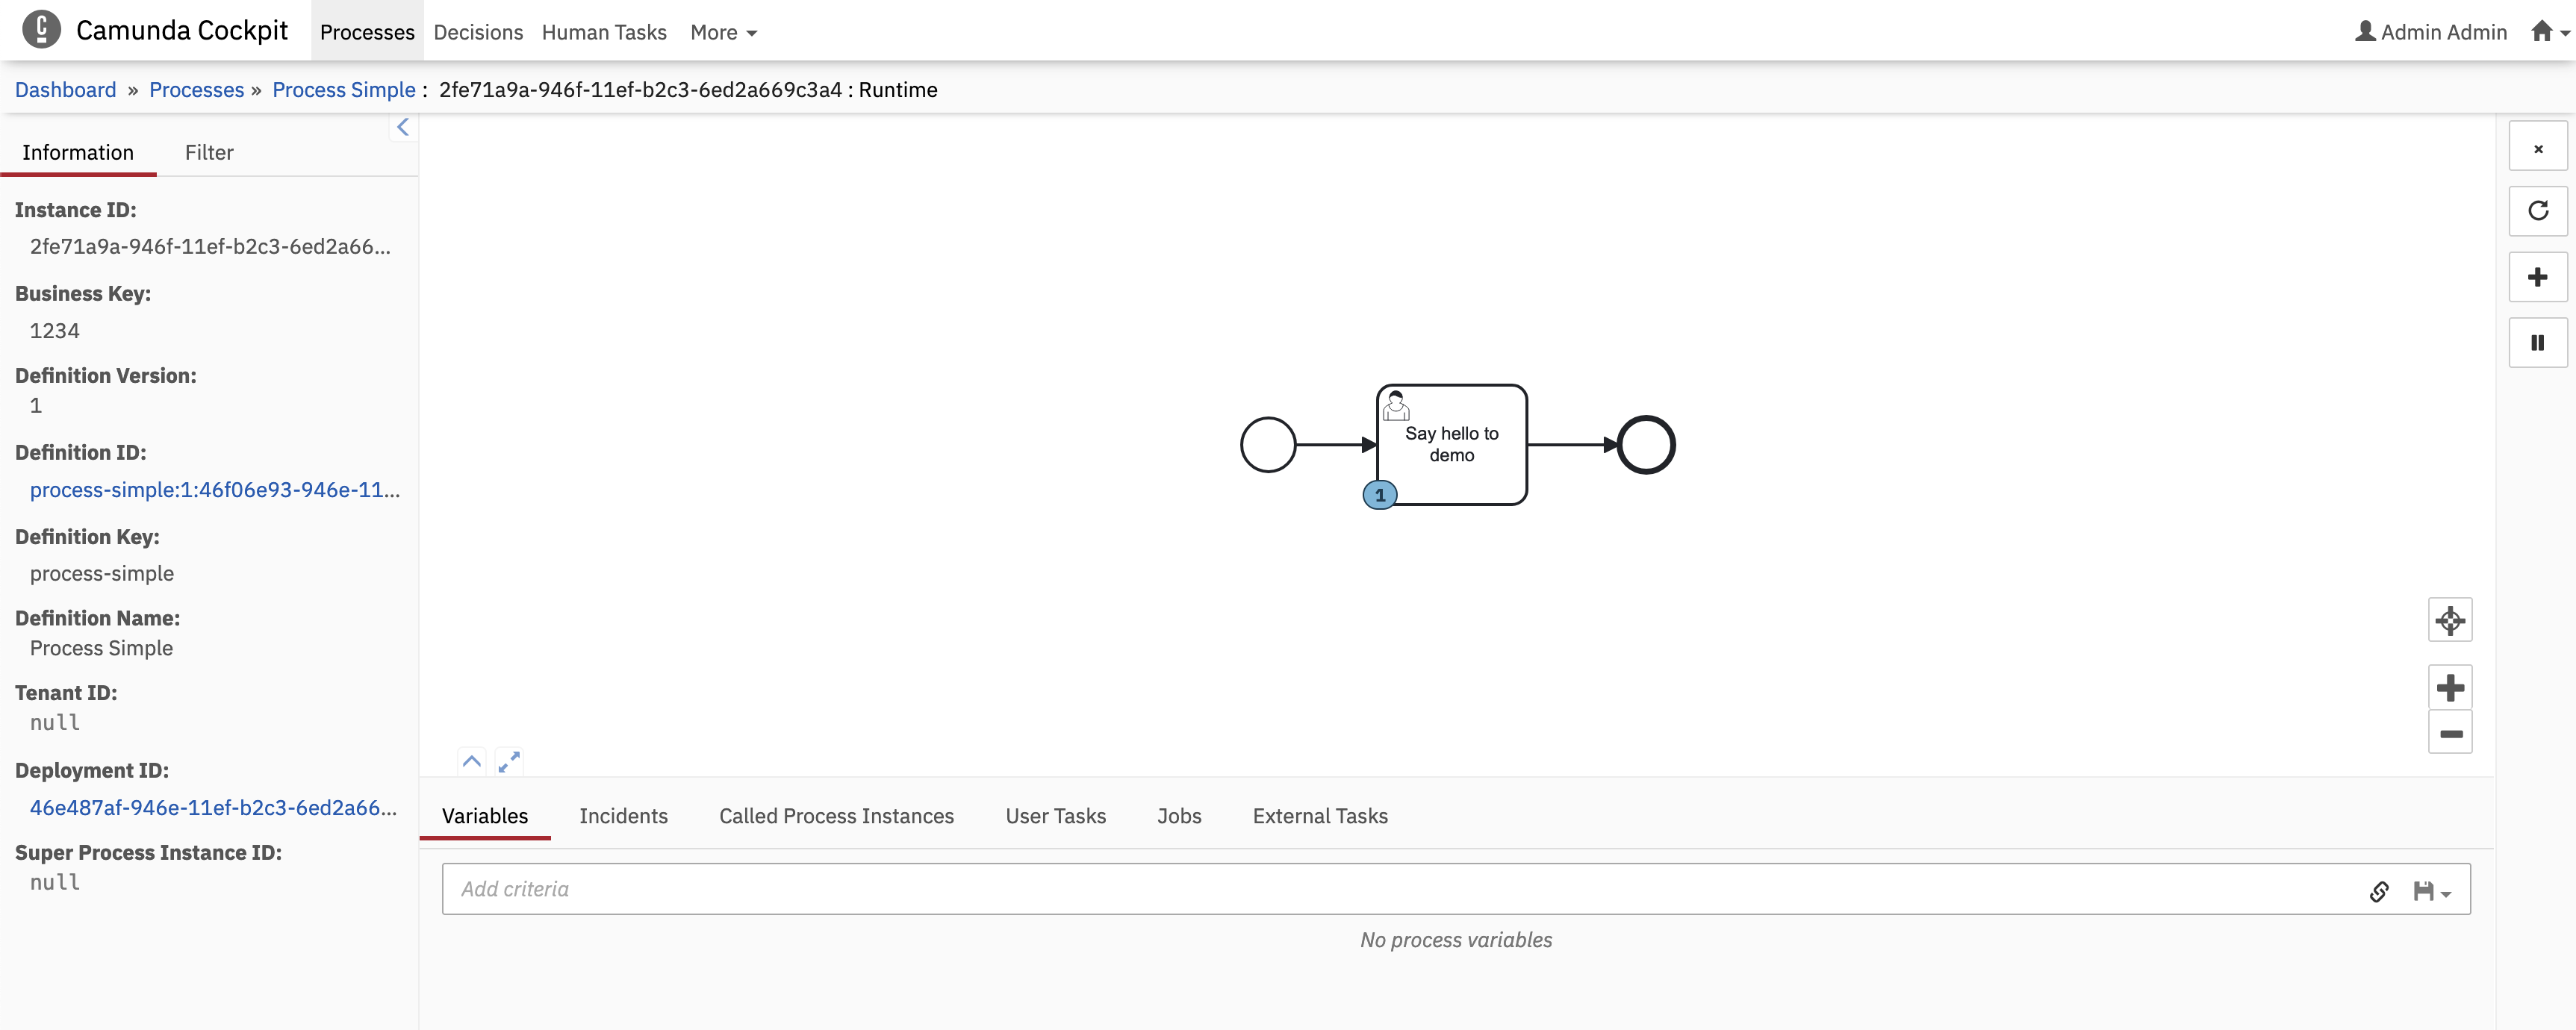 Camunda Cockpit
Processes
Decisions
Human Tasks
More
Admin Admin
Dashboard » Processes » Process Simple : 2fe71a9a-946f-11ef-b2c3-6ed2a669c3a4 : Runtime
Information
Filter
Instance ID:
2fe71a9a-946f-11ef-b2c3-6ed2a66...
Business Key:
1234
Definition Version:
1
Definition ID:
process-simple:1:46f06e93-946e-11...
Definition Key:
process-simple
Definition Name:
Process Simple
Tenant ID:
null
Deployment ID:
46e487af-946e-11ef-b2c3-6ed2a66...
Super Process Instance ID:
null
Say hello to
demo
1
Variables
Incidents
Called Process Instances
User Tasks
Jobs
External Tasks
Add criteria
No process variables